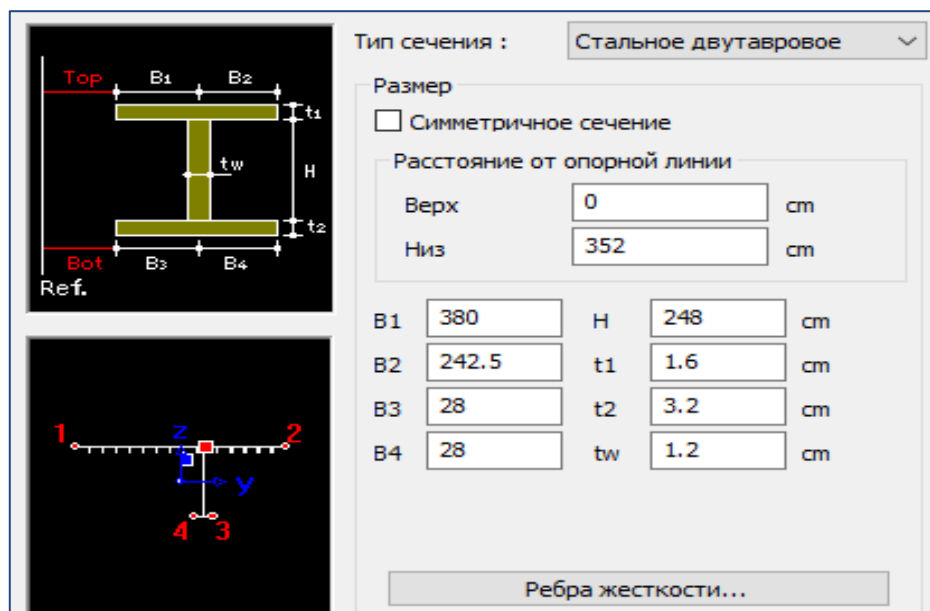 Top B1 B2
t1
tw H
t2
Bot B3 B4
Ref.
1 z 2
y
4 3
Тип сечения : Стальное двутавровое
Размер
Симметричное сечение
Расстояние от опорной линии
Верх 0 cm
Низ 352 cm
B1 380 H 248 cm
B2 242.5 t1 1.6 cm
B3 28 t2 3.2 cm
B4 28 tw 1.2 cm
Ребра жесткости...